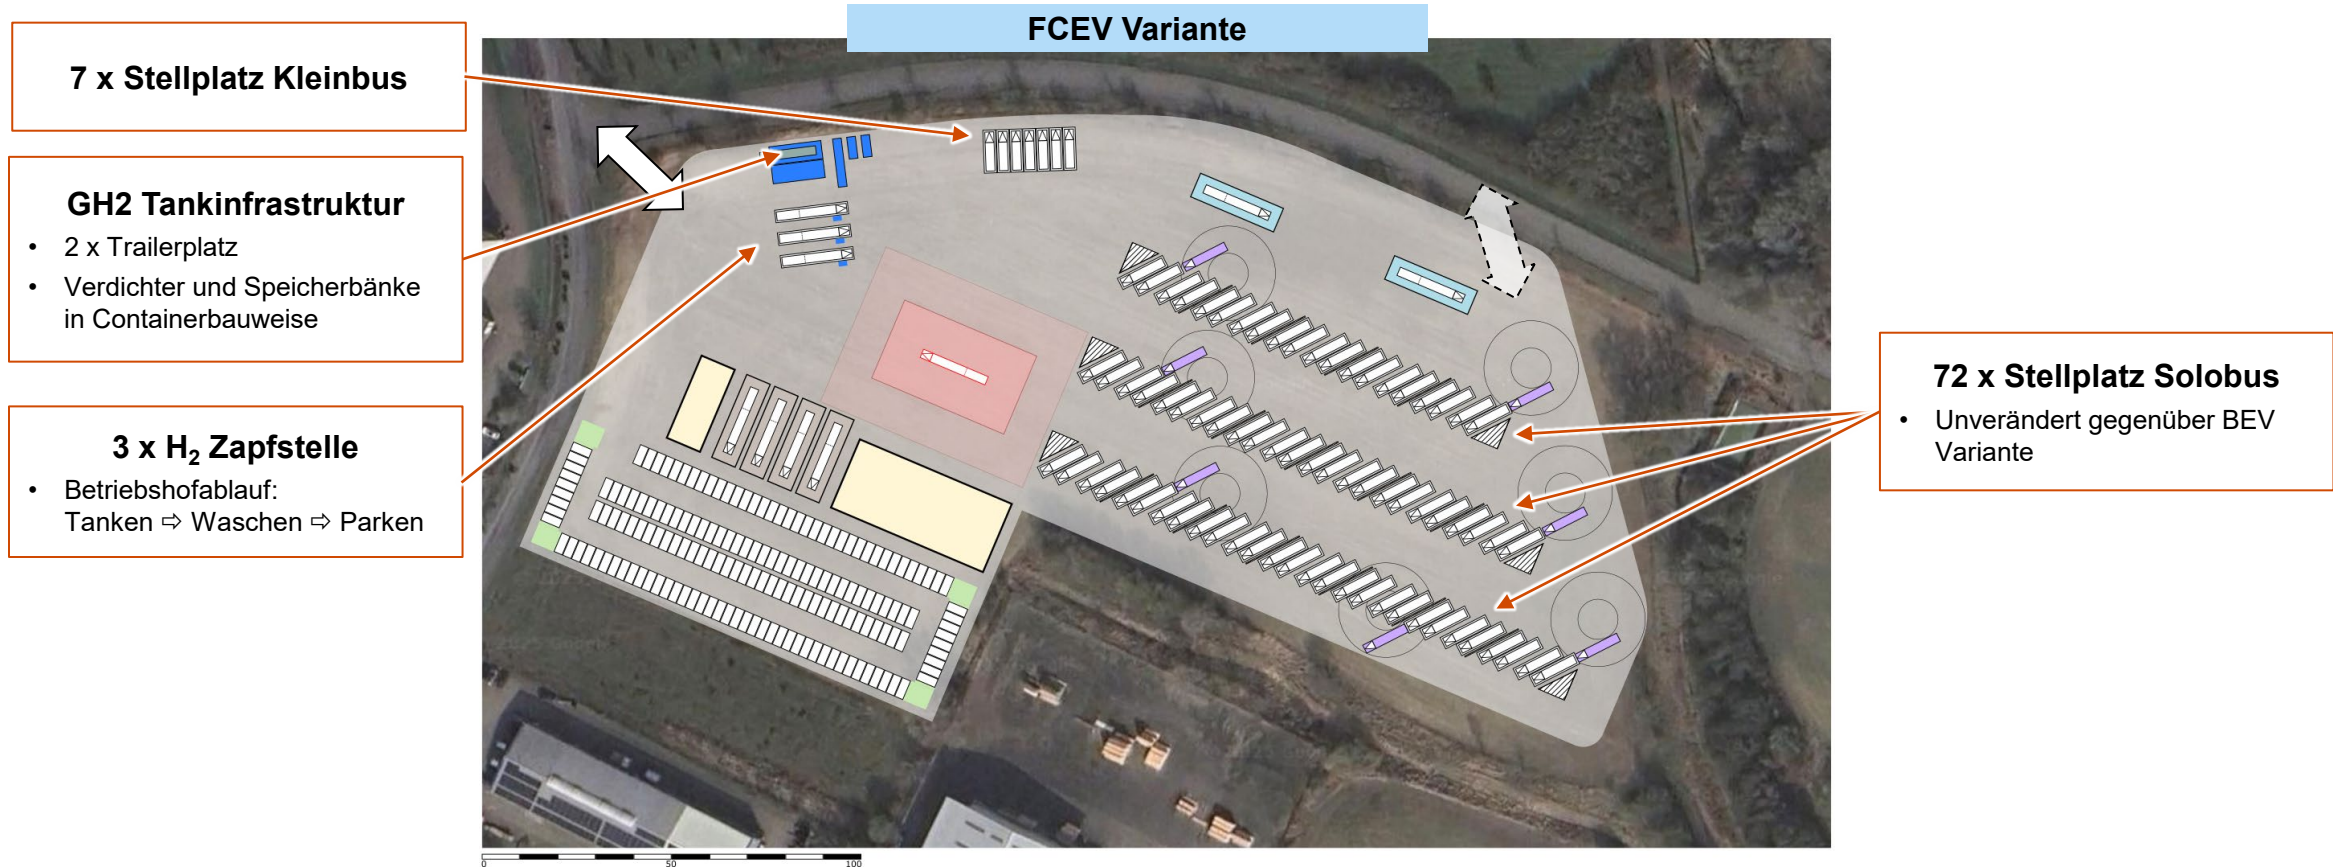 FCEV Variante
7 x Stellplatz Kleinbus
GH2 Tankinfrastruktur
• 2 x Trailerplatz
• Verdichter und Speicherbänke
in Containerbauweise
3 x H₂ Zapfstelle
• Betriebshofablauf:
Tanken ⇨ Waschen ⇨ Parken
72 x Stellplatz Solobus
• Unverändert gegenüber BEV
Variante
0 50 100